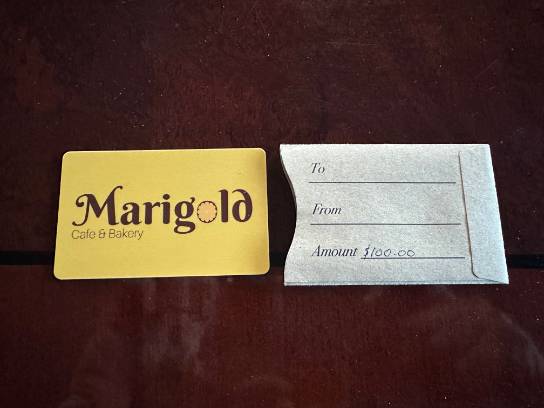 Marigold
Cafe & Bakery
To
From
Amount $100.00